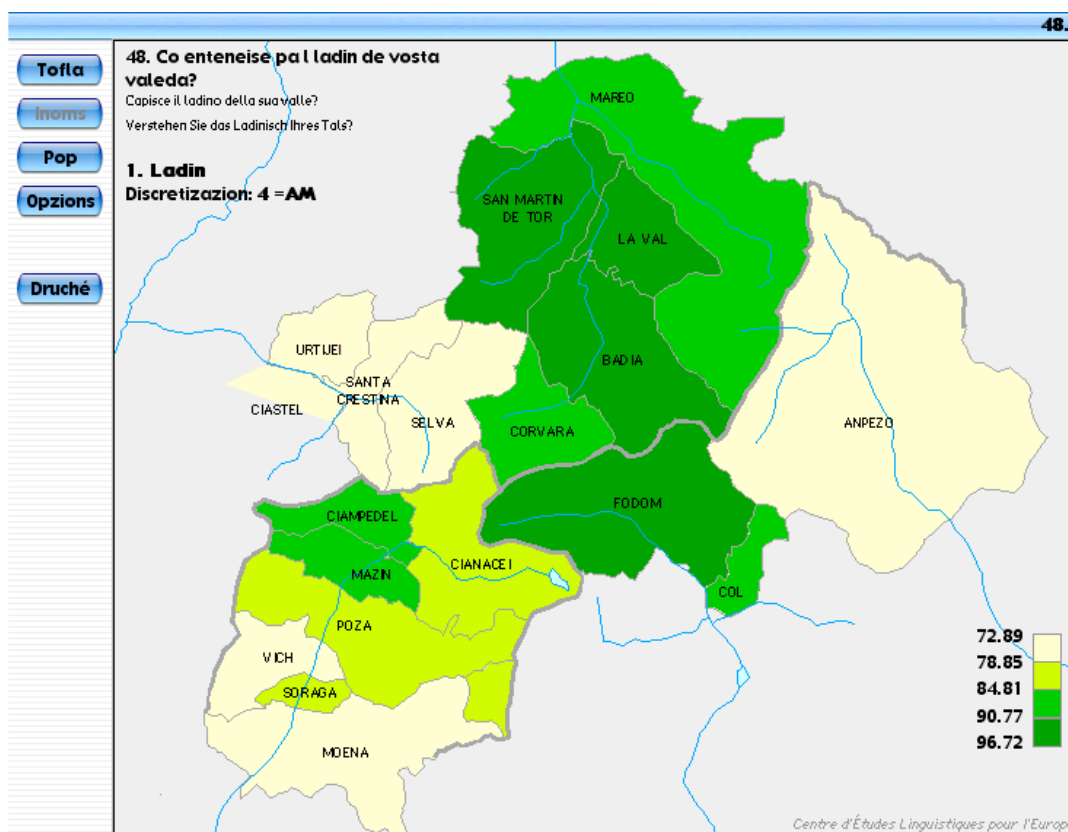 48.
Tofla
Inoms
Pop
Opzions
Druché
48. Co enteneise pa l ladin de vosta
valeda?
Capisce il ladino della sua valle?
Verstehen Sie das Ladinisch Ihres Tals?
1. Ladin
Discretizazion: 4 =AM
MAREO
SAN MARTIN
DE TOR
LA VAL
URTIJEI
SANTA
CRESTINA
CIASTEL
SELVA
BADIA
CORVARA
ANPEZO
CIAMPEDEL
FODOM
MAZIN
CIANACEI
COL
POZA
VICH
SORAGA
MOENA
72.89
78.85
84.81
90.77
96.72
Centre d'Études Linguistiques pour l'Europe